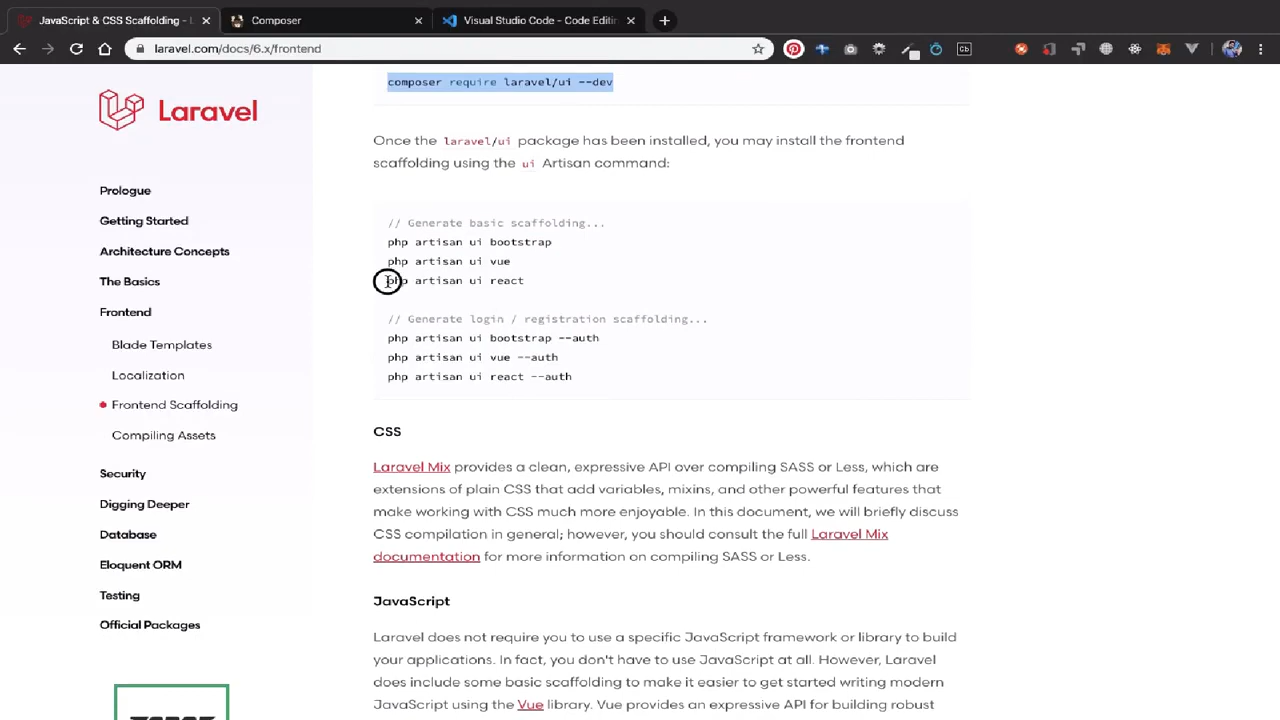 JavaScript & CSS Scaffolding - L
Composer
Visual Studio Code - Code Editin
laravel.com/docs/6.x/frontend
Gb
Laravel
Prologue
Getting Started
Architecture Concepts
The Basics
Frontend
Blade Templates
Localization
Frontend Scaffolding
Compiling Assets
Security
Digging Deeper
Database
Eloquent ORM
Testing
Official Packages
composer require laravel/ui --dev
Once the laravel/ui package has been installed, you may install the frontend
scaffolding using the ui Artisan command:
// Generate basic scaffolding...
php artisan ui bootstrap
php artisan ui vue
php artisan ui react
// Generate login / registration scaffolding...
php artisan ui bootstrap --auth
php artisan ui vue --auth
php artisan ui react --auth
CSS
Laravel Mix provides a clean, expressive API over compiling SASS or Less, which are
extensions of plain CSS that add variables, mixins, and other powerful features that
make working with CSS much more enjoyable. In this document, we will briefly discuss
CSS compilation in general; however, you should consult the full Laravel Mix
documentation for more information on compiling SASS or Less.
JavaScript
Laravel does not require you to use a specific JavaScript framework or library to build
your applications. In fact, you don't have to use JavaScript at all. However, Laravel
does include some basic scaffolding to make it easier to get started writing modern
JavaScript using the Vue library. Vue provides an expressive API for building robust